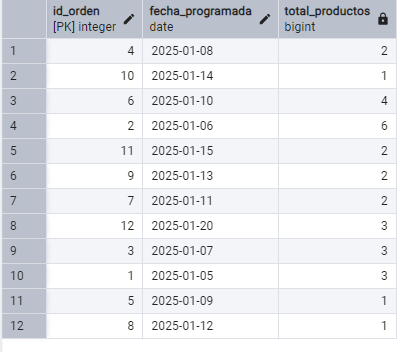 id_orden fecha_programada total_productos
[PK] integer date bigint
1 4 2025-01-08 2
2 10 2025-01-14 1
3 6 2025-01-10 4
4 2 2025-01-06 6
5 11 2025-01-15 2
6 9 2025-01-13 2
7 7 2025-01-11 2
8 12 2025-01-20 3
9 3 2025-01-07 3
10 1 2025-01-05 3
11 5 2025-01-09 1
12 8 2025-01-12 1